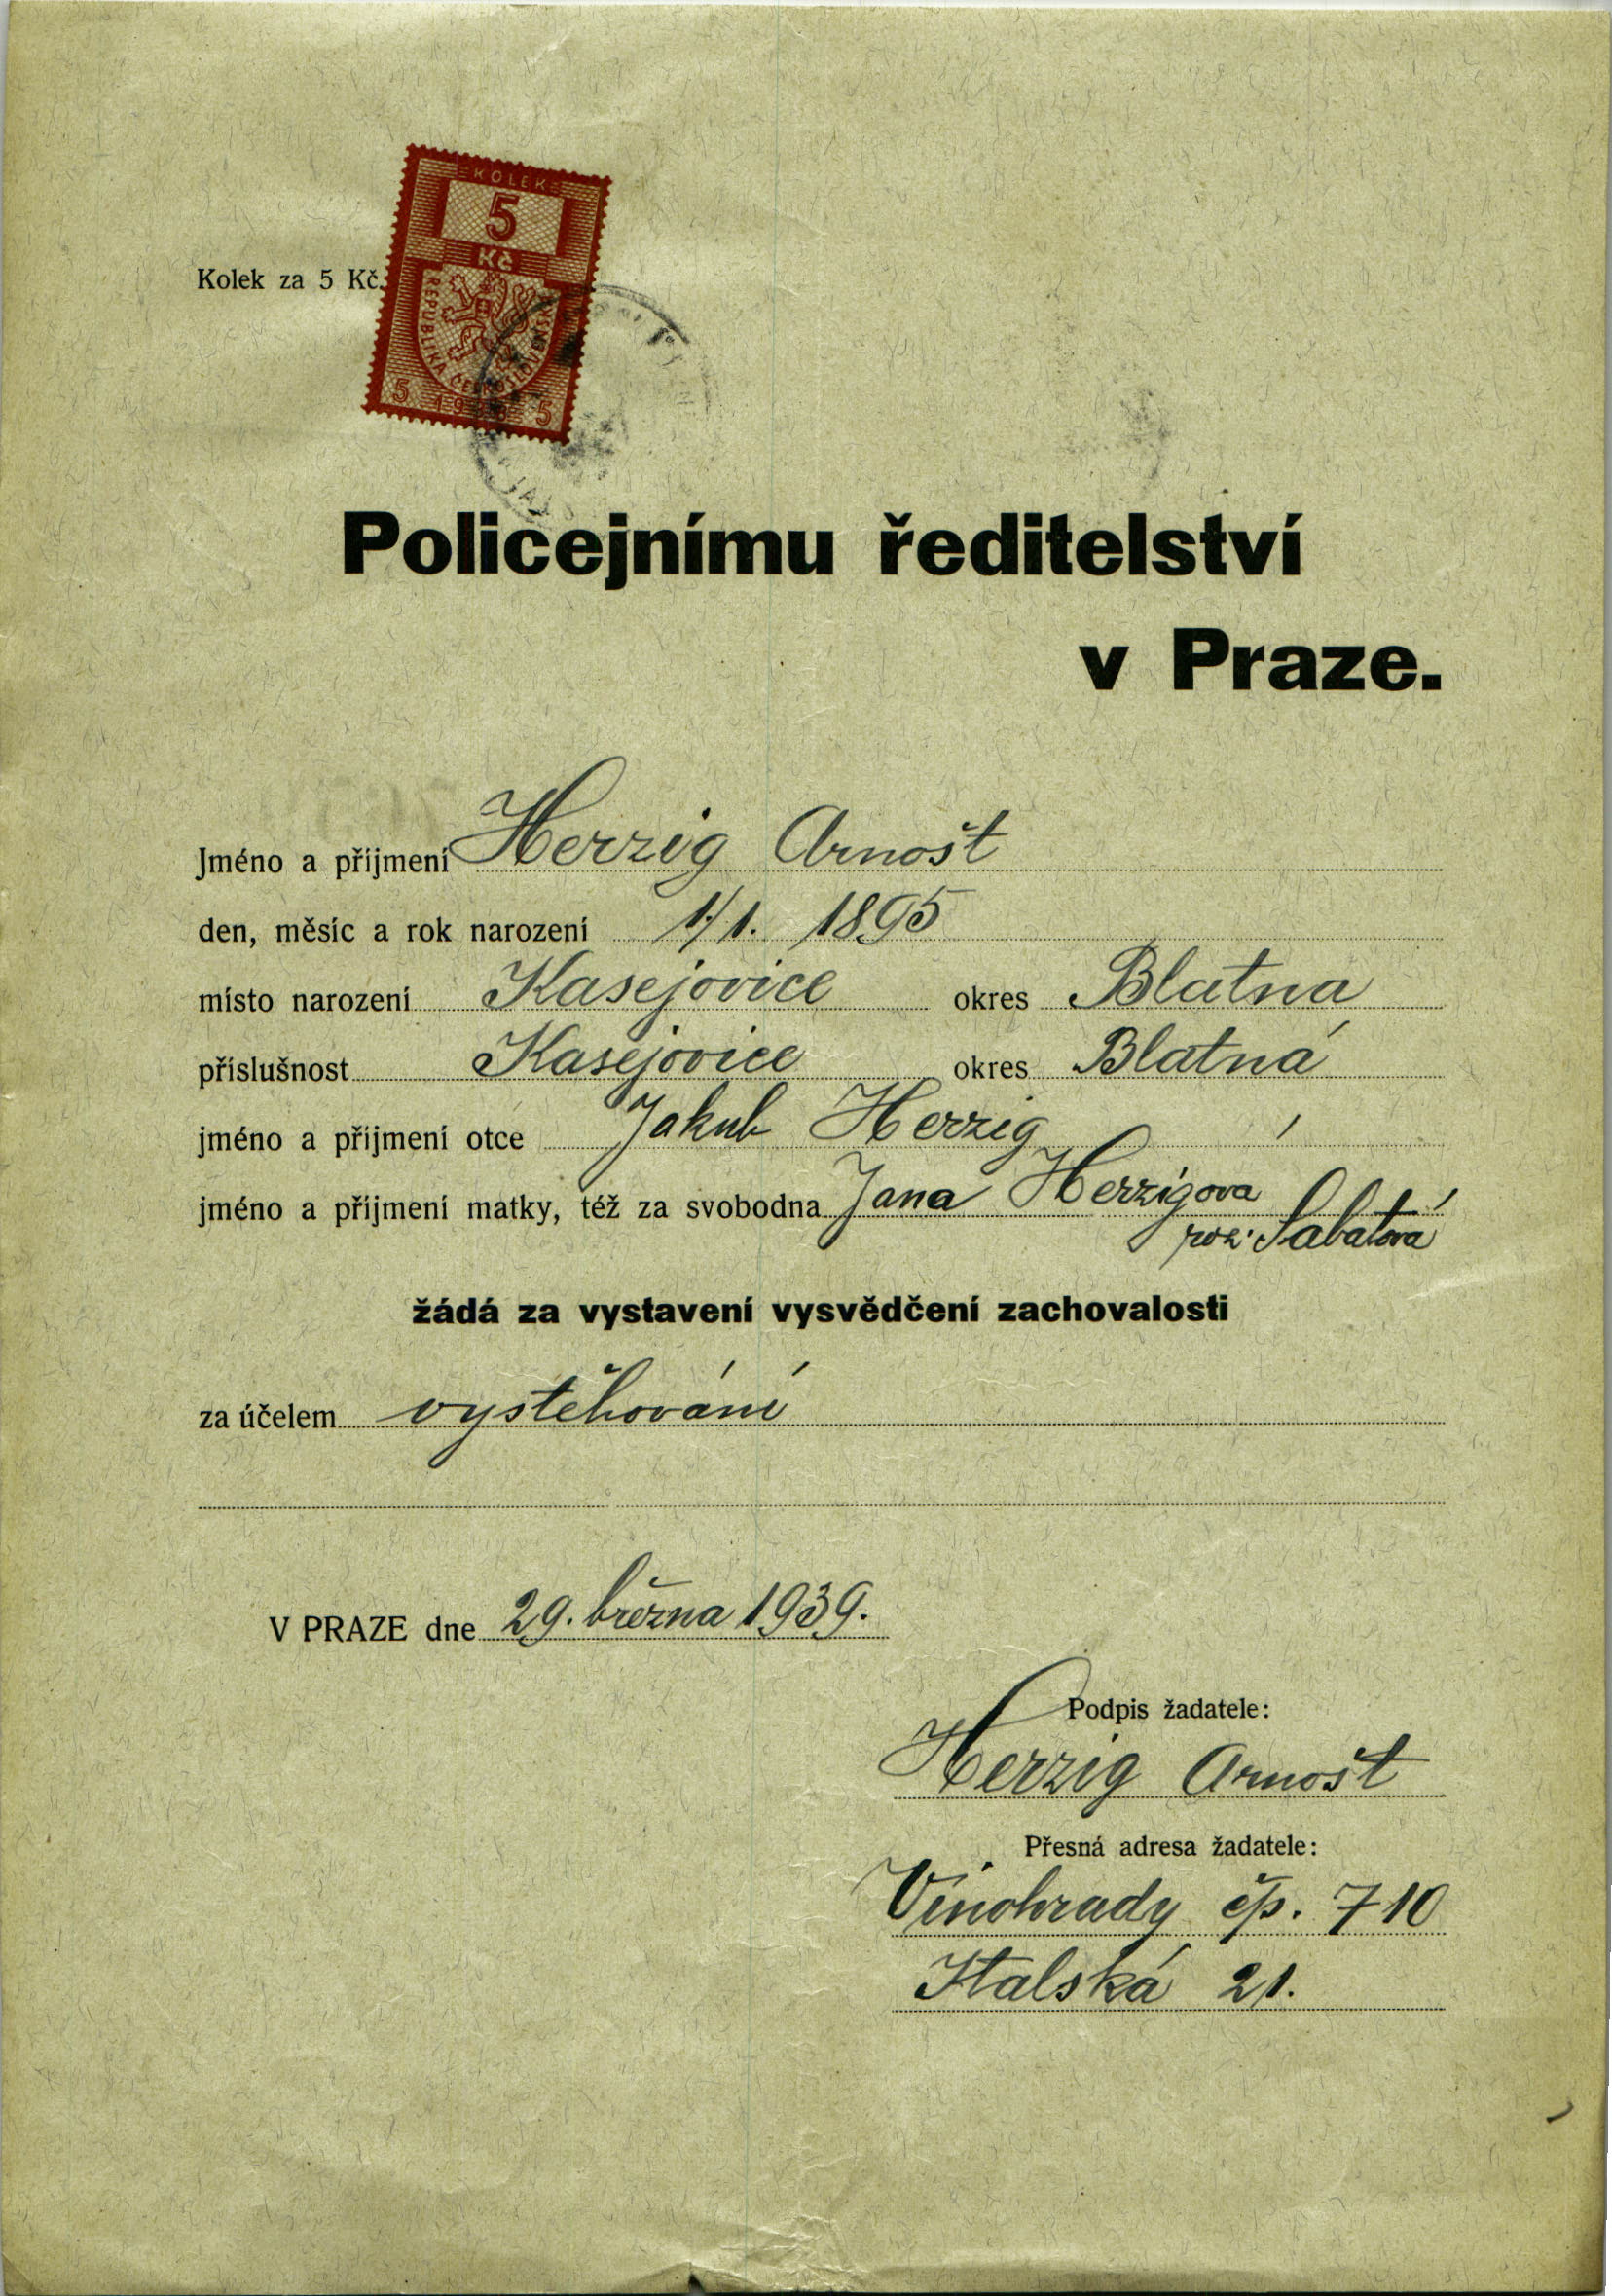 KOLEK
5
Kč
REPUBLIKA ČESKOSLOVENSKÁ
5 5
Kolek za 5 Kč.
Policejnímu ředitelství
v Praze.
Jméno a příjmení Herzig Arnošt
den, měsíc a rok narození 1/1. 1895
místo narození Kasejovice okres Blatná
příslušnost Kasejovice okres Blatná
jméno a příjmení otce Jakub Herzig
jméno a příjmení matky, též za svobodna Jana Herzigová
roz. Sabatová
žádá za vystavení vysvědčení zachovalosti
za účelem vystěhování
V PRAZE dne 29. března 1939.
Podpis žadatele:
Herzig Arnošt
Přesná adresa žadatele:
Vinohrady čp. 710
Italská 21.